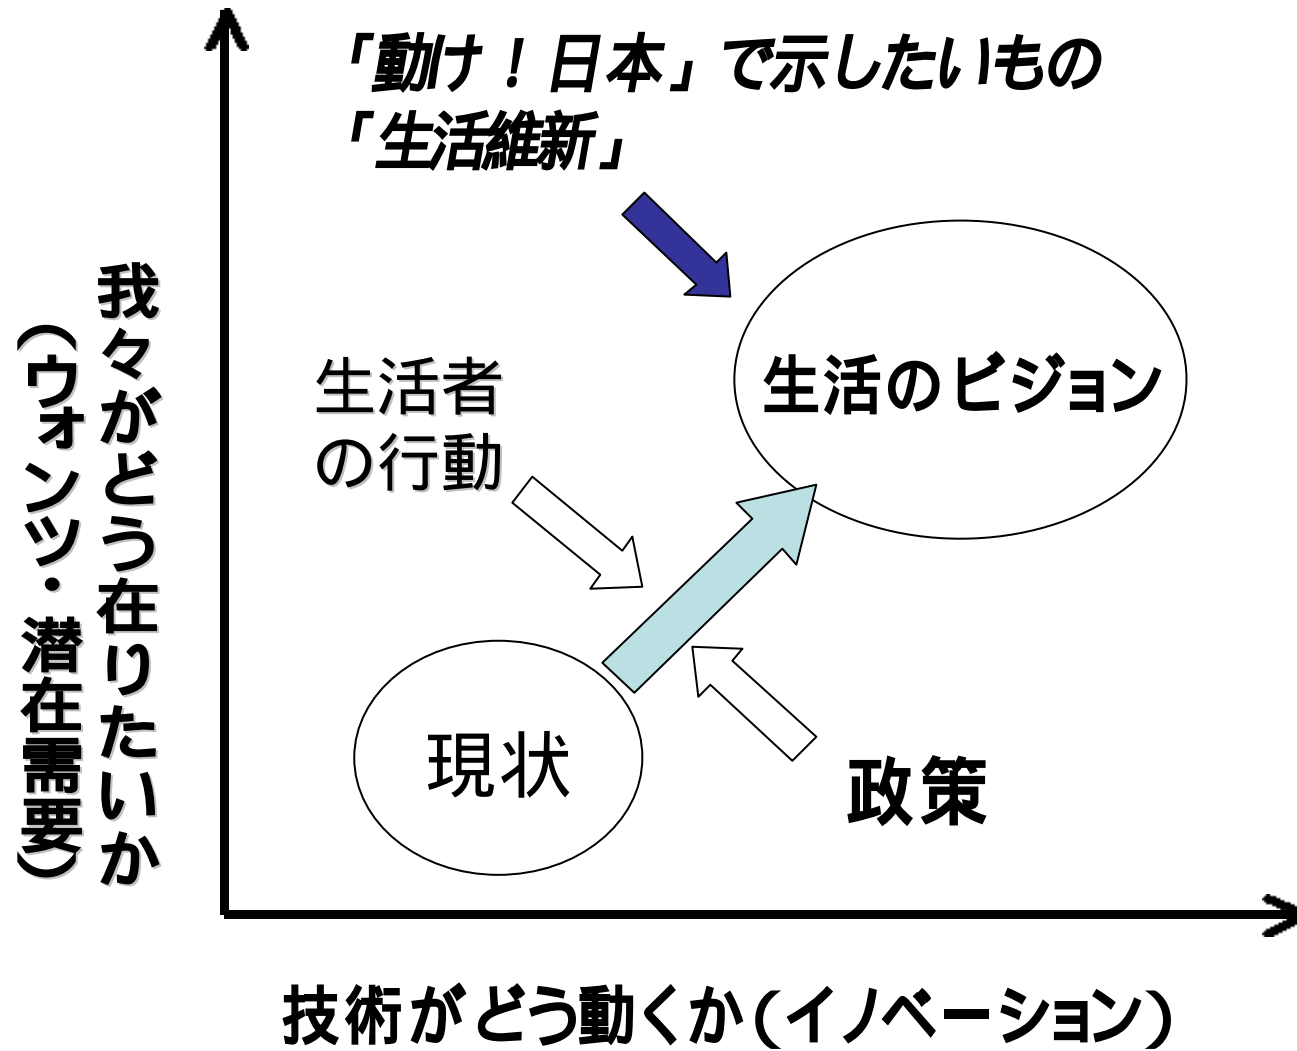 「動け！日本」で示したいもの
「生活維新」
我々がどう在りたいか
(ウォンツ・潜在需要)
生活者
の行動
生活のビジョン
現状
政策
技術がどう動くか(イノベーション)